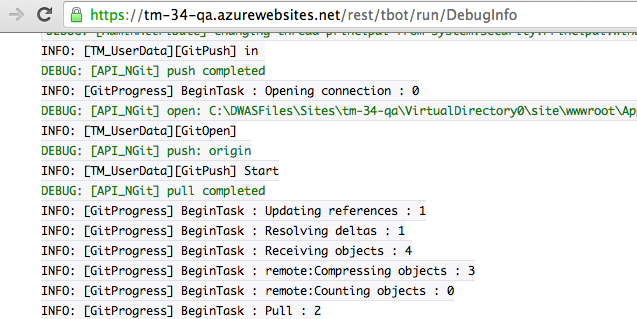 https://tm-34-qa.azurewebsites.net/rest/tbot/run/DebugInfo
INFO: [TM_UserData][GitPush] in
DEBUG: [API_NGit] push completed
INFO: [GitProgress] BeginTask : Opening connection : 0
DEBUG: [API_NGit] open: C:\DWASFiles\Sites\tm-34-qa\VirtualDirectory0\site\wwwroot\App
INFO: [TM_UserData][GitOpen]
DEBUG: [API_NGit] push: origin
INFO: [TM_UserData][GitPush] Start
DEBUG: [API_NGit] pull completed
INFO: [GitProgress] BeginTask : Updating references : 1
INFO: [GitProgress] BeginTask : Resolving deltas : 1
INFO: [GitProgress] BeginTask : Receiving objects : 4
INFO: [GitProgress] BeginTask : remote:Compressing objects : 3
INFO: [GitProgress] BeginTask : remote:Counting objects : 0
INFO: [GitProgress] BeginTask : Pull : 2